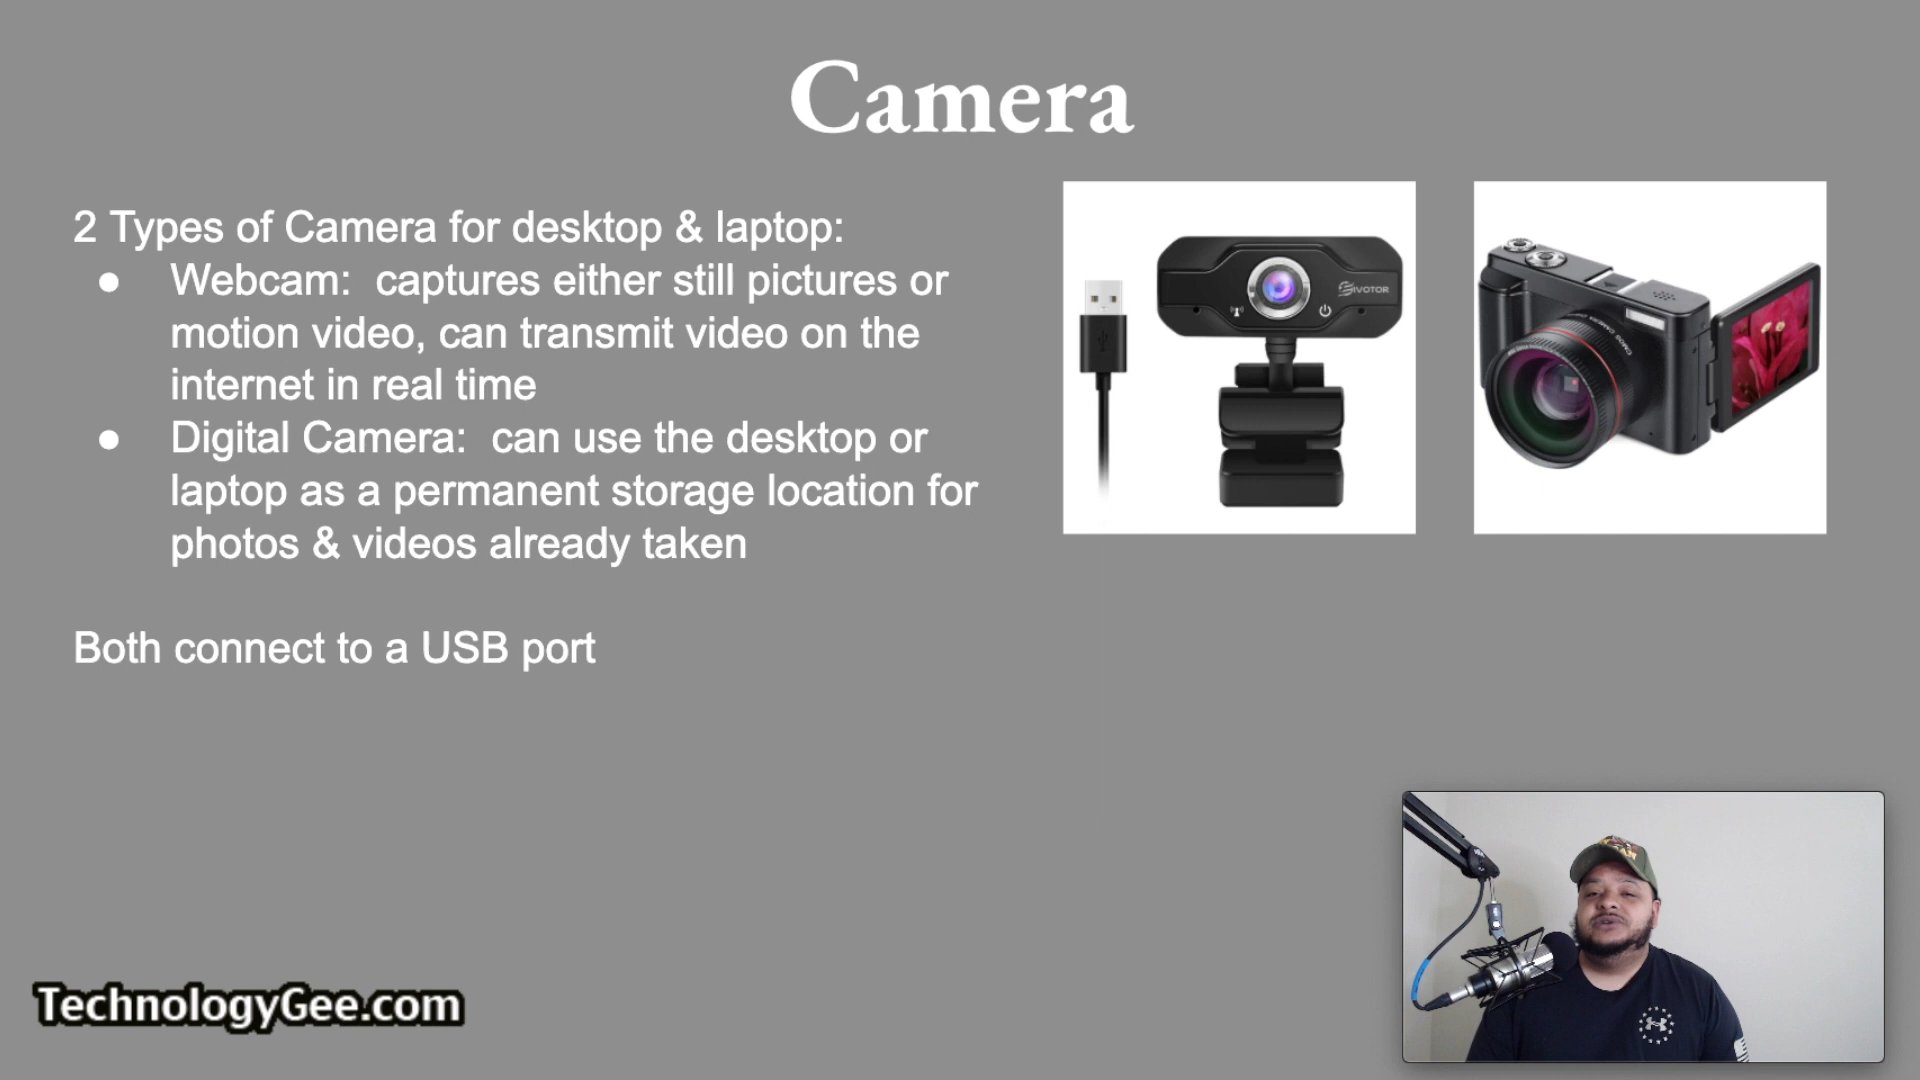 Camera
2 Types of Camera for desktop & laptop:
● Webcam:  captures either still pictures or
motion video, can transmit video on the
internet in real time
● Digital Camera:  can use the desktop or
laptop as a permanent storage location for
photos & videos already taken
Both connect to a USB port
SIVOTOR
TechnologyGee.com